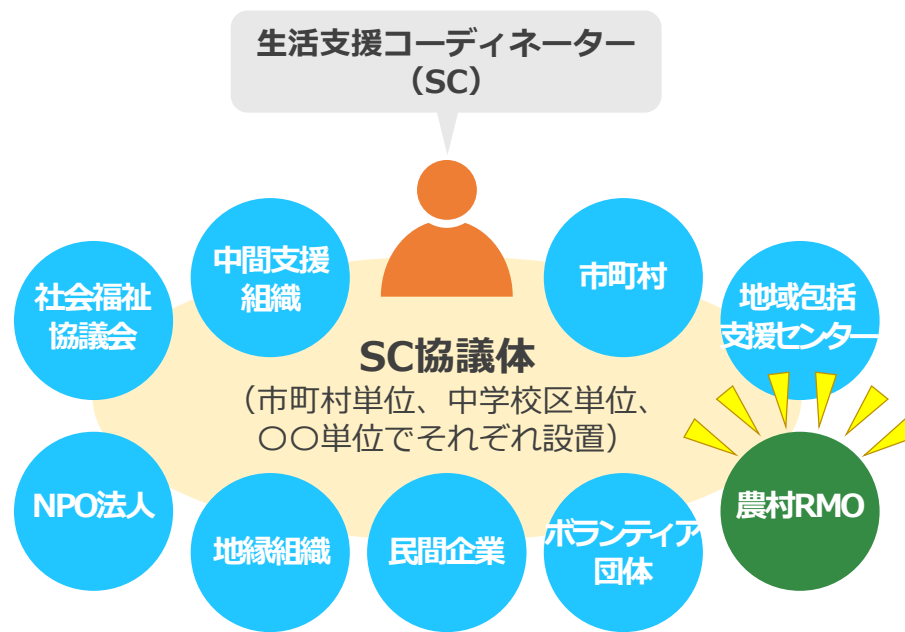 生活支援コーディネーター
（SC）
中間支援
組織
市町村
社会福祉
協議会
地域包括
支援センター
SC協議体
（市町村単位、中学校区単位、
〇〇単位でそれぞれ設置）
NPO法人
農村RMO
地縁組織
民間企業
ボランティア
団体